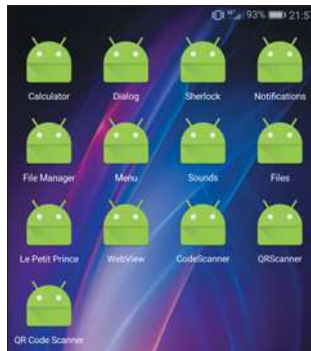 93% 21:5
Calculator Dialog Sherlock Notifications
File Manager Menu Sounds Files
Le Petit Prince WebView CodeScanner QRScanner
QR Code Scanner